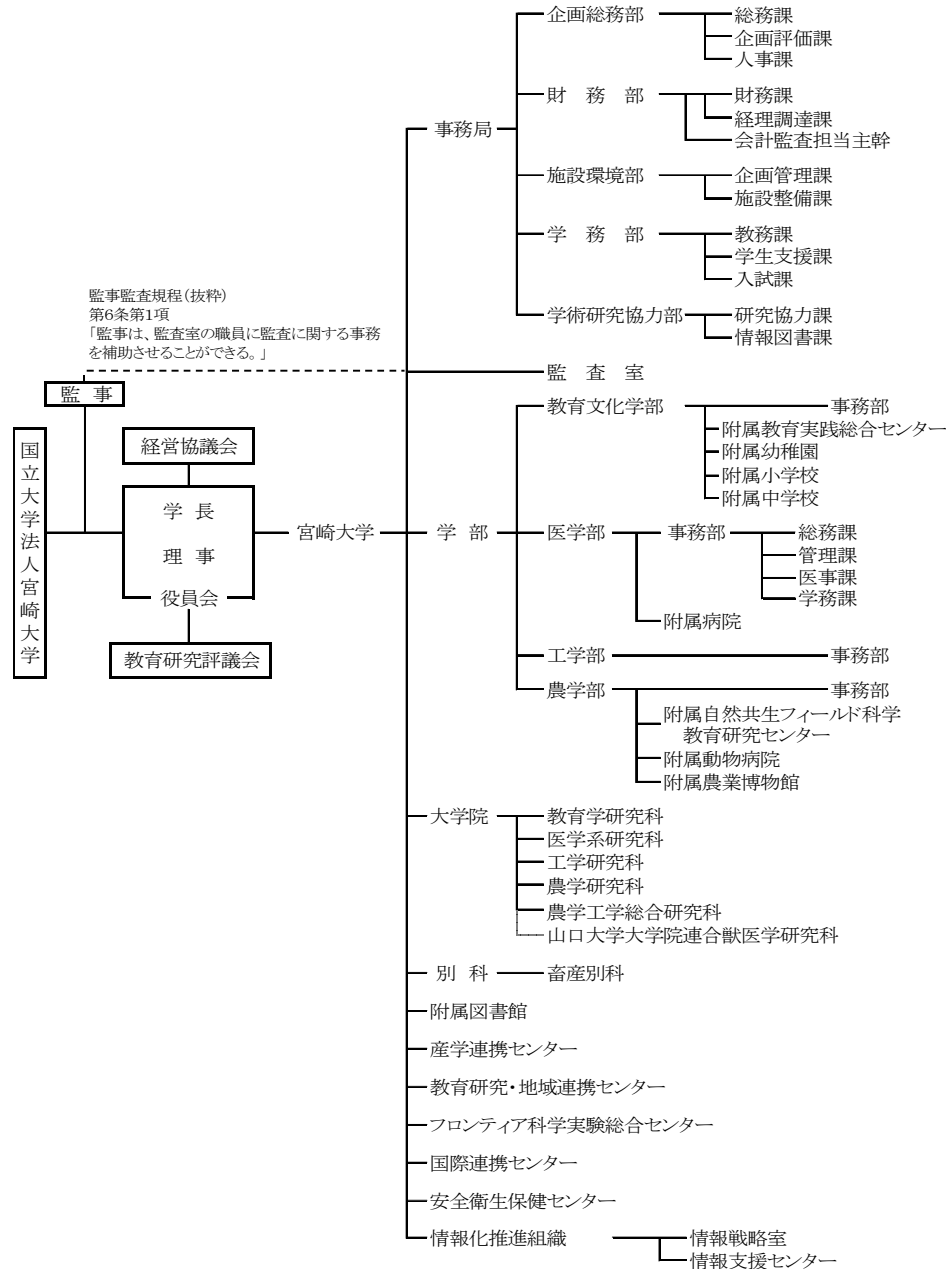 企画総務部 総務課
企画評価課
人事課
財 務 部 財務課
経理調達課
事務局 会計監査担当主幹
施設環境部 企画管理課
施設整備課
学 務 部 教務課
学生支援課
入試課
監事監査規程(抜粋)
第6条第1項
「監事は、監査室の職員に監査に関する事務
を補助させることができる。」
学術研究協力部 研究協力課
情報図書課
監 査 室
監 事
国立大学法人宮崎大学
経営協議会
学 長
理 事
役員会
教育研究評議会
宮崎大学
学 部
教育文化学部 事務部
附属教育実践総合センター
附属幼稚園
附属小学校
附属中学校
医学部 事務部 総務課
管理課
医事課
学務課
附属病院
工学部 事務部
農学部 事務部
附属自然共生フィールド科学
教育研究センター
附属動物病院
附属農業博物館
大学院 教育学研究科
医学系研究科
工学研究科
農学研究科
農学工学総合研究科
山口大学大学院連合獣医学研究科
別 科 畜産別科
附属図書館
産学連携センター
教育研究・地域連携センター
フロンティア科学実験総合センター
国際連携センター
安全衛生保健センター
情報化推進組織 情報戦略室
情報支援センター